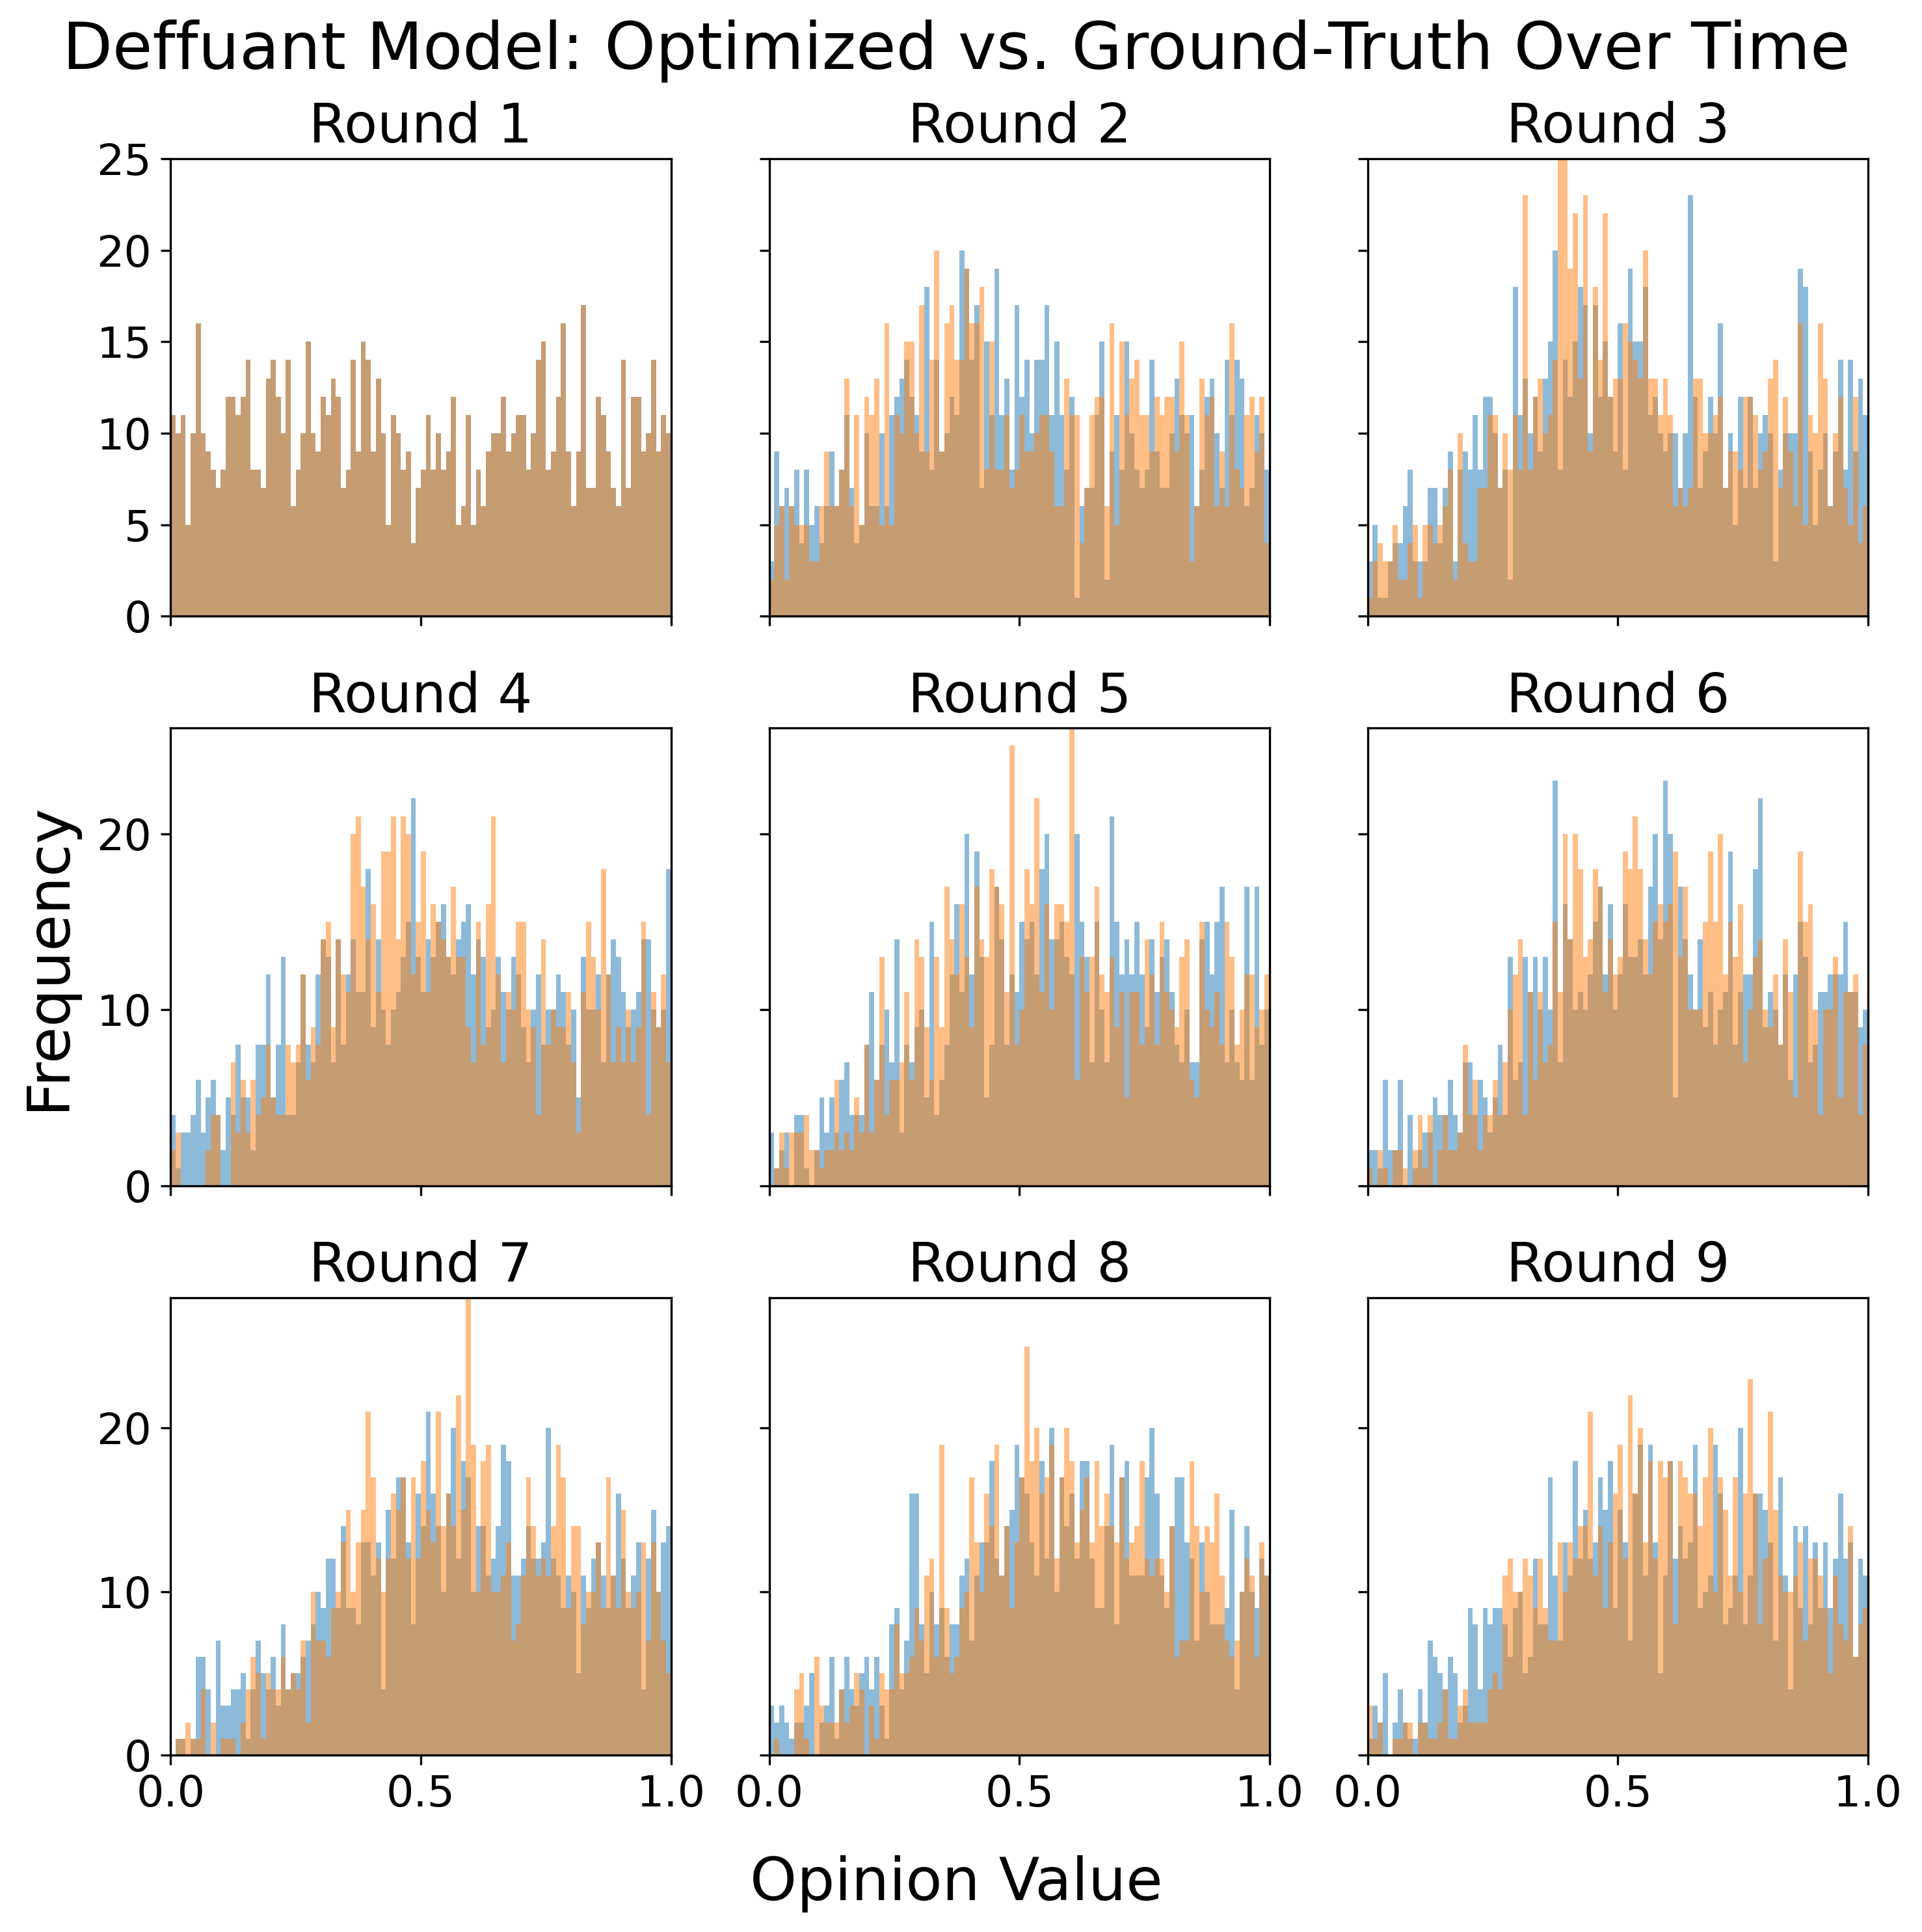 Deffuant Model: Optimized vs. Ground-Truth Over Time
Round 1
Round 2
Round 3
25
20
15
10
5
0
Round 4
Round 5
Round 6
20
10
0
Frequency
Round 7
Round 8
Round 9
20
10
0
0.0 0.5 1.0
0.0 0.5 1.0
0.0 0.5 1.0
Opinion Value